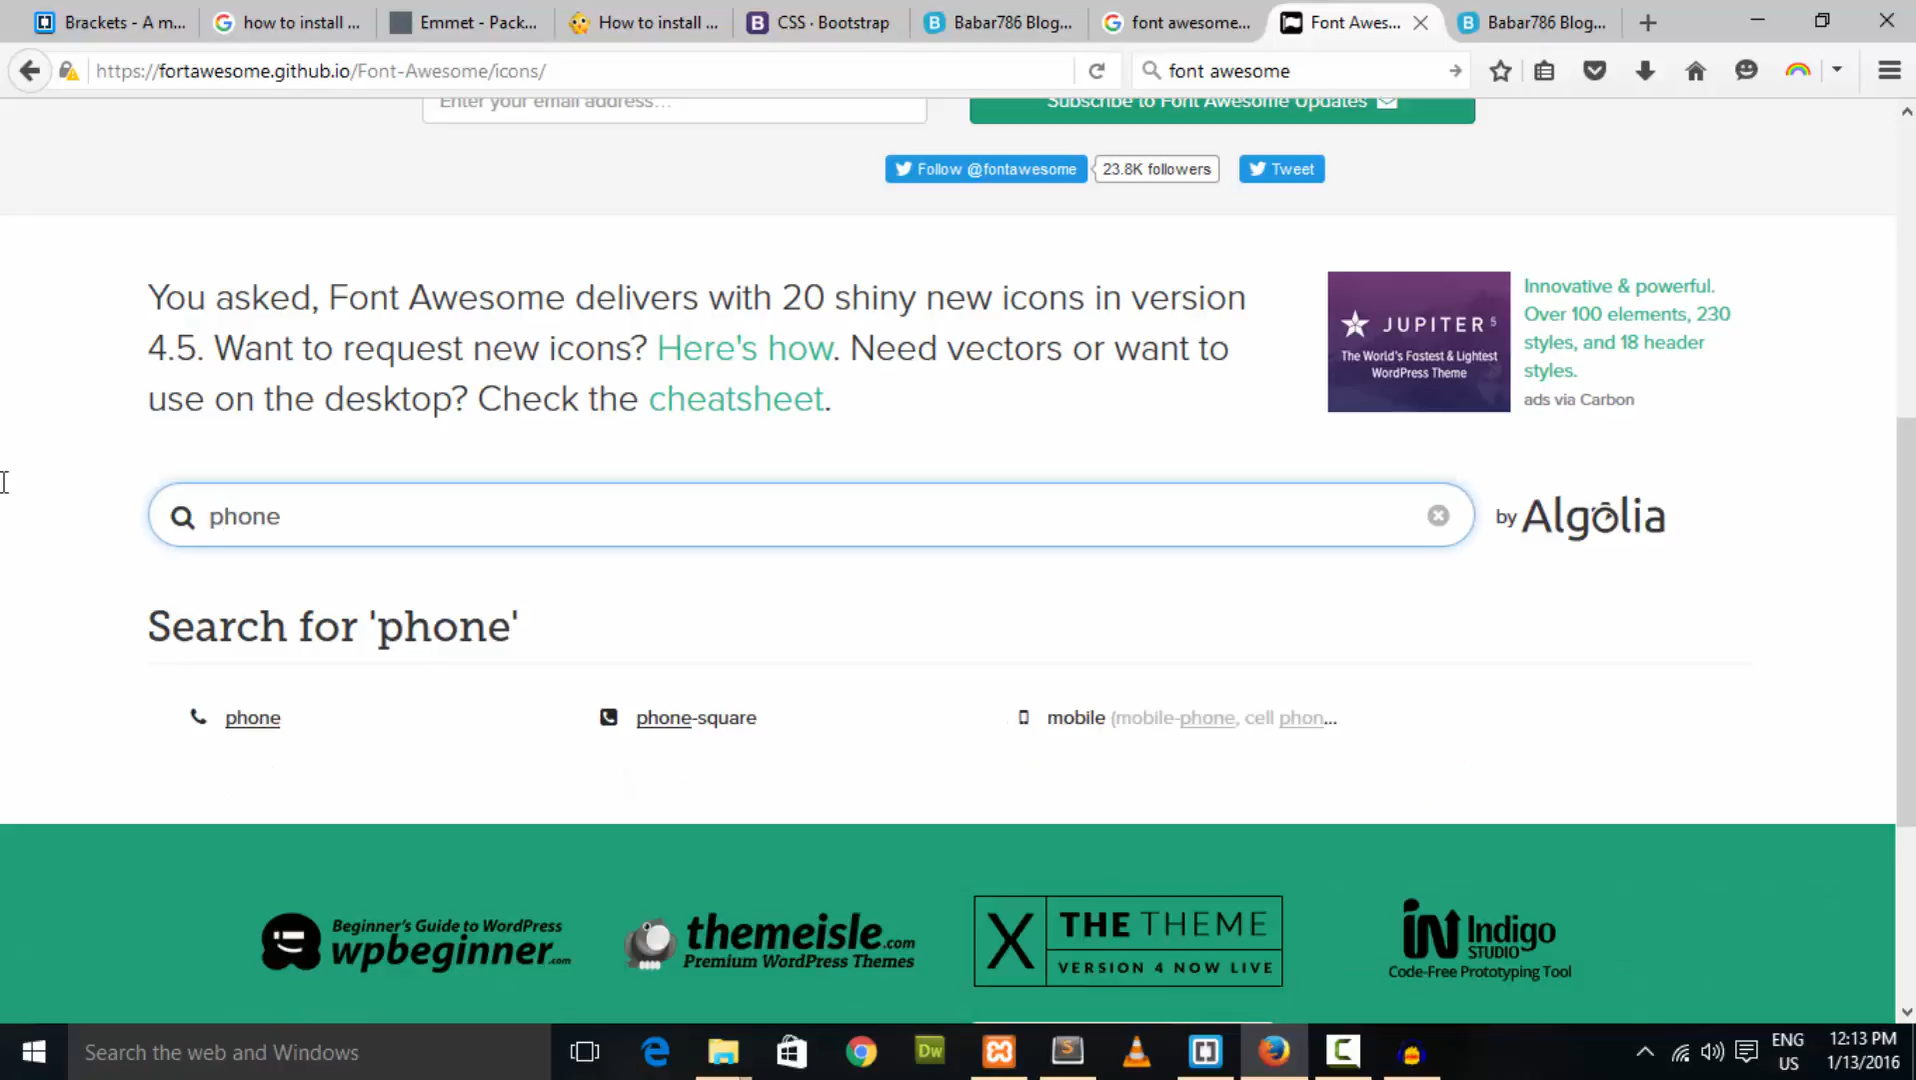 Brackets - A m...
how to install ...
Emmet - Pack...
How to install ...
CSS · Bootstrap
Babar786 Blog...
font awesome...
Font Awes...
Babar786 Blog...
https://fortawesome.github.io/Font-Awesome/icons/
font awesome
Enter your email address...
Subscribe to Font Awesome Updates
Follow @fontawesome
23.8K followers
Tweet
You asked, Font Awesome delivers with 20 shiny new icons in version
4.5. Want to request new icons? Here's how. Need vectors or want to
use on the desktop? Check the cheatsheet.
JUPITER 5
The World's Fastest & Lightest
WordPress Theme
Innovative & powerful.
Over 100 elements, 230
styles, and 18 header
styles.
ads via Carbon
phone
by Algolia
Search for 'phone'
phone
phone-square
mobile (mobile-phone, cell phon...
Beginner's Guide to WordPress
wpbeginner.com
themeisle.com
Premium WordPress Themes
X THE THEME
VERSION 4 NOW LIVE
IN Indigo
STUDIO
Code-Free Prototyping Tool
Search the web and Windows
Dw
ENG
US
12:13 PM
1/13/2016